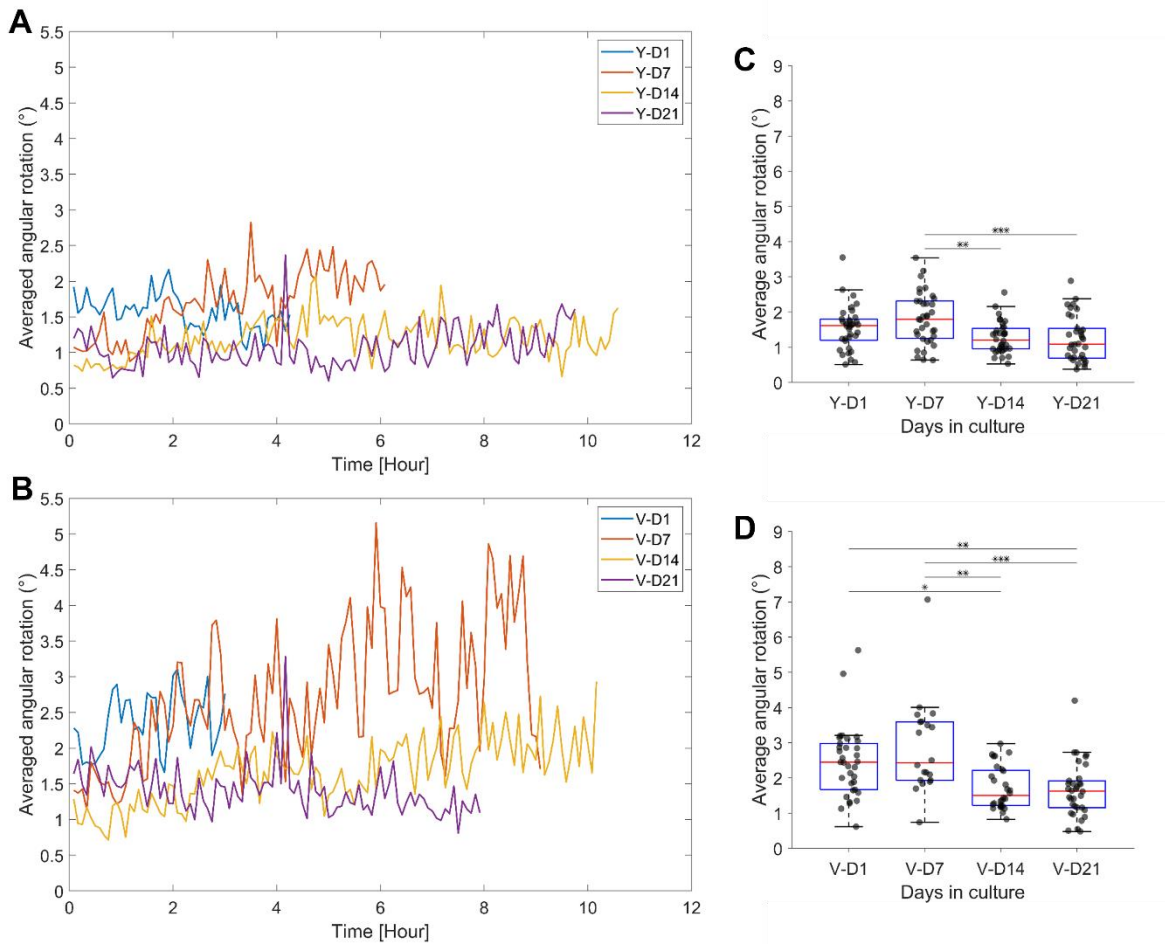 A
5.5
5
4.5
4
3.5
3
2.5
2
1.5
1
0.5
0
Averaged angular rotation (°)
0 2 4 6 8 10 12
Time [Hour]
Y-D1
Y-D7
Y-D14
Y-D21
C
9
8
7
6
5
4
3
2
1
0
Average angular rotation (°)
***
**
Y-D1 Y-D7 Y-D14 Y-D21
Days in culture
B
5.5
5
4.5
4
3.5
3
2.5
2
1.5
1
0.5
0
Averaged angular rotation (°)
0 2 4 6 8 10 12
Time [Hour]
V-D1
V-D7
V-D14
V-D21
D
9
8
7
6
5
4
3
2
1
0
Average angular rotation (°)
**
***
**
*
V-D1 V-D7 V-D14 V-D21
Days in culture